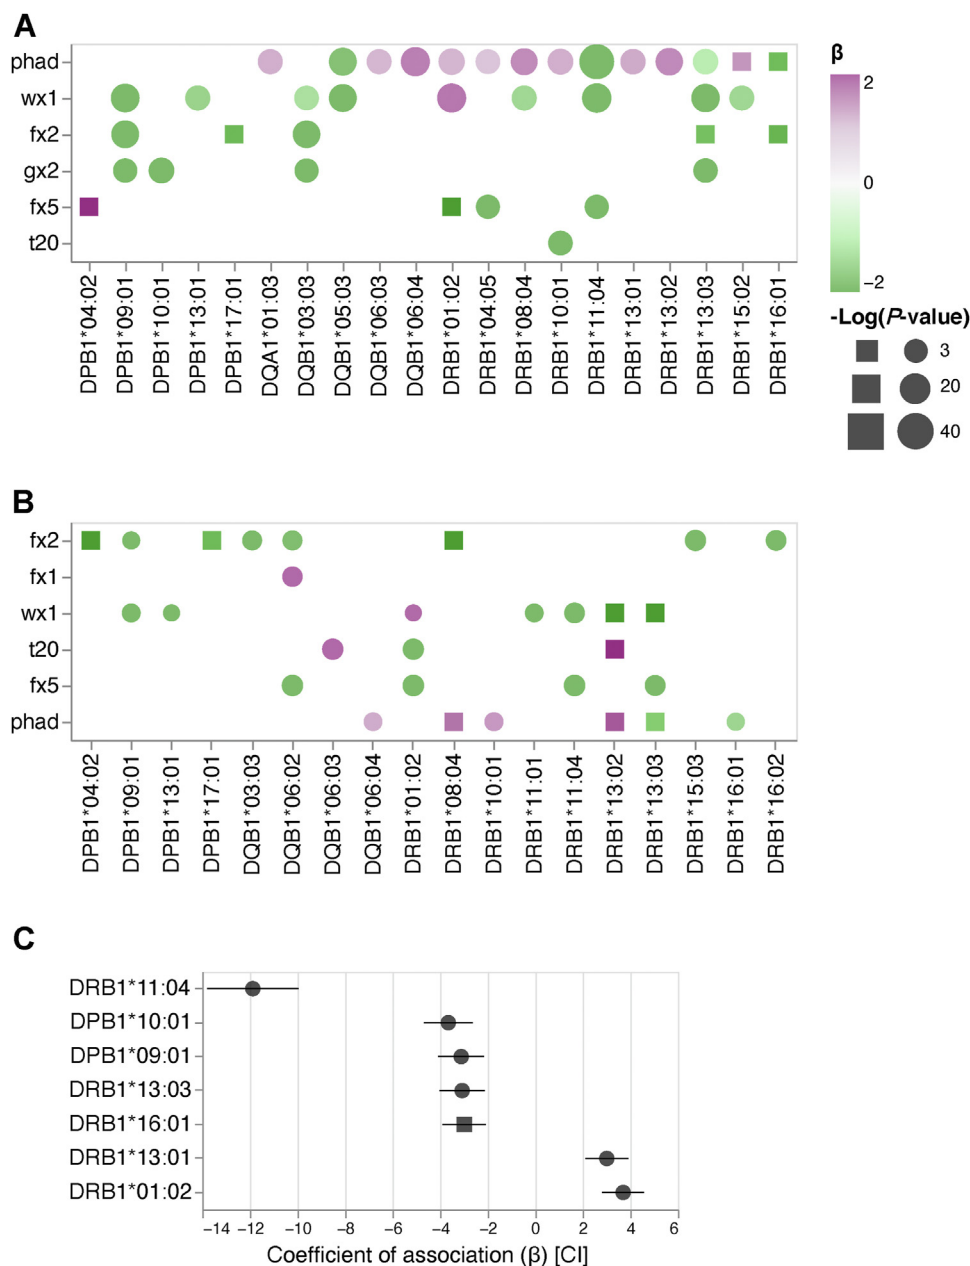 A
phad
wx1
fx2
gx2
fx5
t20
DPB1*04:02
DPB1*09:01
DPB1*10:01
DPB1*13:01
DPB1*17:01
DQA1*01:03
DQB1*03:03
DQB1*05:03
DQB1*06:03
DQB1*06:04
DRB1*01:02
DRB1*04:05
DRB1*08:04
DRB1*10:01
DRB1*11:04
DRB1*13:01
DRB1*13:02
DRB1*13:03
DRB1*15:02
DRB1*16:01
β
2
0
−2
-Log(P-value)
3
20
40
B
fx2
fx1
wx1
t20
fx5
phad
DPB1*04:02
DPB1*09:01
DPB1*13:01
DPB1*17:01
DQB1*03:03
DQB1*06:02
DQB1*06:03
DQB1*06:04
DRB1*01:02
DRB1*08:04
DRB1*10:01
DRB1*11:01
DRB1*11:04
DRB1*13:02
DRB1*13:03
DRB1*15:03
DRB1*16:01
DRB1*16:02
C
DRB1*11:04
DPB1*10:01
DPB1*09:01
DRB1*13:03
DRB1*16:01
DRB1*13:01
DRB1*01:02
−14 −12 −10 −8 −6 −4 −2 0 2 4 6
Coefficient of association (β) [CI]